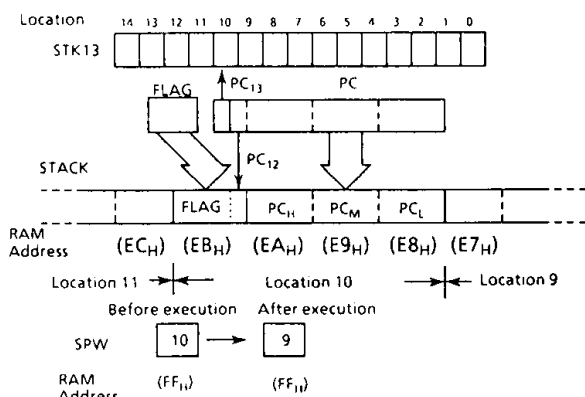 Location 14 13 12 11 10 9 8 7 6 5 4 3 2 1 0
STK13
FLAG PC13 PC
PC12
STACK
FLAG PCH PCM PCL
RAM
Address (ECH) (EBH) (EAH) (E9H) (E8H) (E7H)
Location 11 Location 10 Location 9
Before execution After execution
SPW 10 9
RAM
Address (FFH) (FFH)